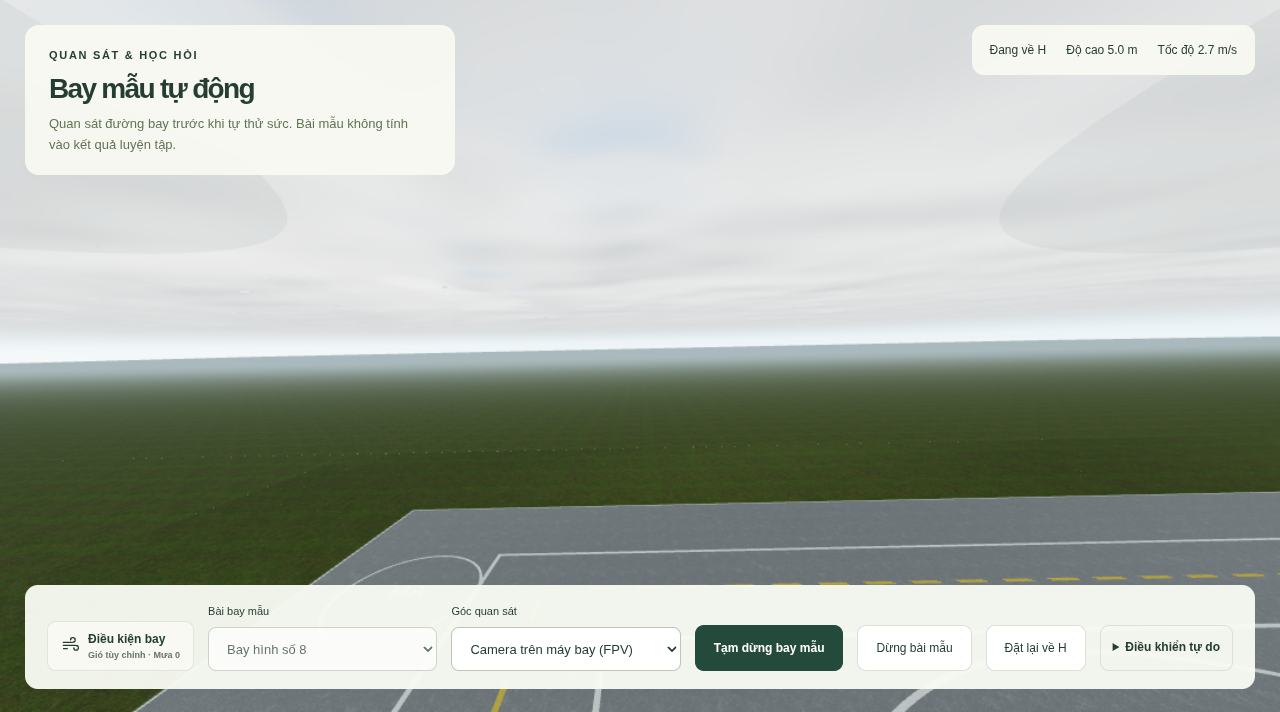 QUAN SÁT & HỌC HỎI
Bay mẫu tự động
Quan sát đường bay trước khi tự thử sức. Bài mẫu không tính
vào kết quả luyện tập.
Đang về H Độ cao 5.0 m Tốc độ 2.7 m/s
Bài bay mẫu Góc quan sát
Điều kiện bay
Gió tùy chỉnh · Mưa 0
Bay hình số 8 Camera trên máy bay (FPV) Tạm dừng bay mẫu Dừng bài mẫu Đặt lại về H Điều khiển tự do